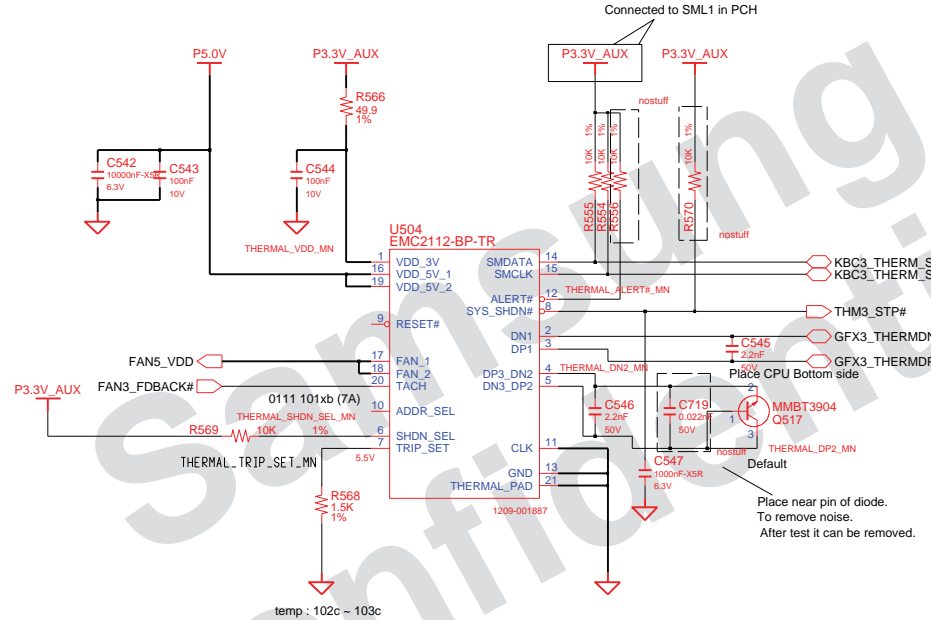 Connected to SML1 in PCH
P5.0V
P3.3V_AUX
P3.3V_AUX
P3.3V_AUX
R566
49.9
1%
nostuff
10K 1%
10K 1%
10K 1%
10K 1%
C542
10000nF-X5R
6.3V
C543
100nF
10V
C544
100nF
10V
R555
R554
R556
R570
nostuff
THERMAL_VDD_MN
U504
EMC2112-BP-TR
1 VDD_3V
16 VDD_5V_1
19 VDD_5V_2
9 RESET#
17 FAN_1
18 FAN_2
20 TACH
10 ADDR_SEL
6 SHDN_SEL
7 TRIP_SET
SMDATA 14
SMCLK 15
ALERT# 12
SYS_SHDN# 8
DN1 2
DP1 3
DP3_DN2 4
DN3_DP2 5
CLK 11
GND 13
THERMAL_PAD 21
1209-001887
KBC3_THERM_S
KBC3_THERM_S
THERMAL_ALERT#_MN
THM3_STP#
GFX3_THERMDN
C545
2.2nF
50V
GFX3_THERMDP
Place CPU Bottom side
FAN5_VDD
FAN3_FDBACK#
P3.3V_AUX
0111 101xb (7A)
THERMAL_SHDN_SEL_MN
R569 10K 1%
THERMAL_TRIP_SET_MN
5.5V
THERMAL_DN2_MN
C546
2.2nF
50V
C719
0.022nF
50V
nostuff
2
1
3
MMBT3904
Q517
THERMAL_DP2_MN
Default
C547
1000nF-X5R
6.3V
Place near pin of diode.
To remove noise.
After test it can be removed.
R568
1.5K
1%
temp : 102c ~ 103c
Samsung
Confidenti